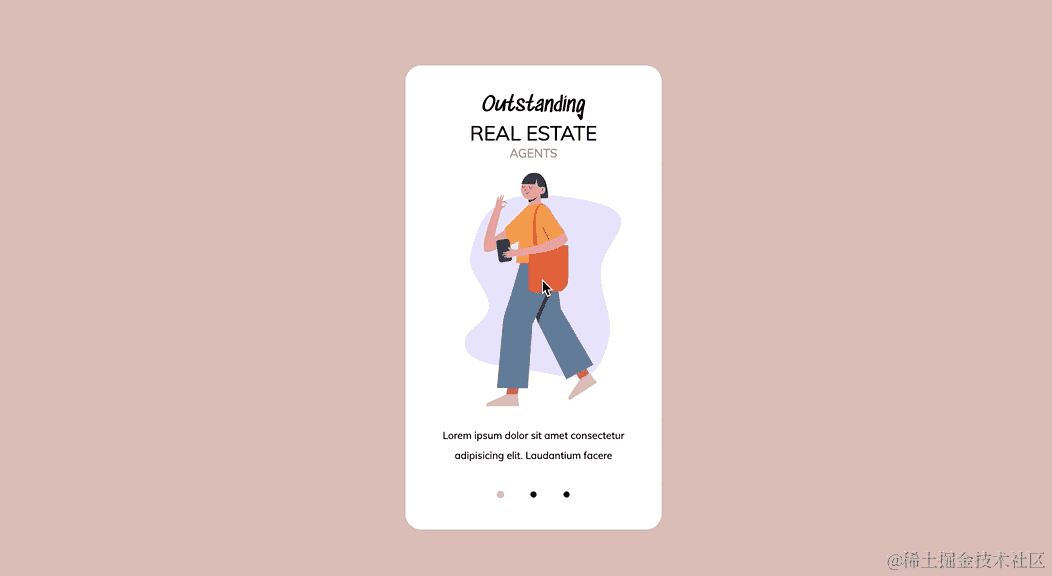 Outstanding
REAL ESTATE
AGENTS
Lorem ipsum dolor sit amet consectetur
adipisicing elit. Laudantium facere
@稀土掘金技术社区